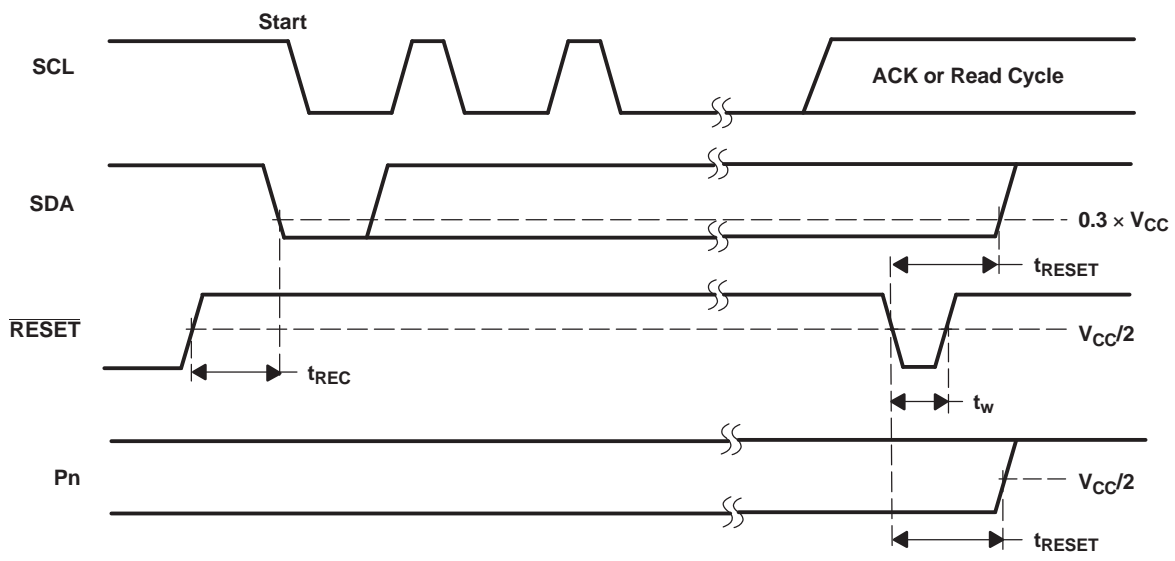 Start
SCL
ACK or Read Cycle
SDA
0.3 × VCC
tRESET
RESET
VCC/2
tREC
tw
Pn
VCC/2
tRESET